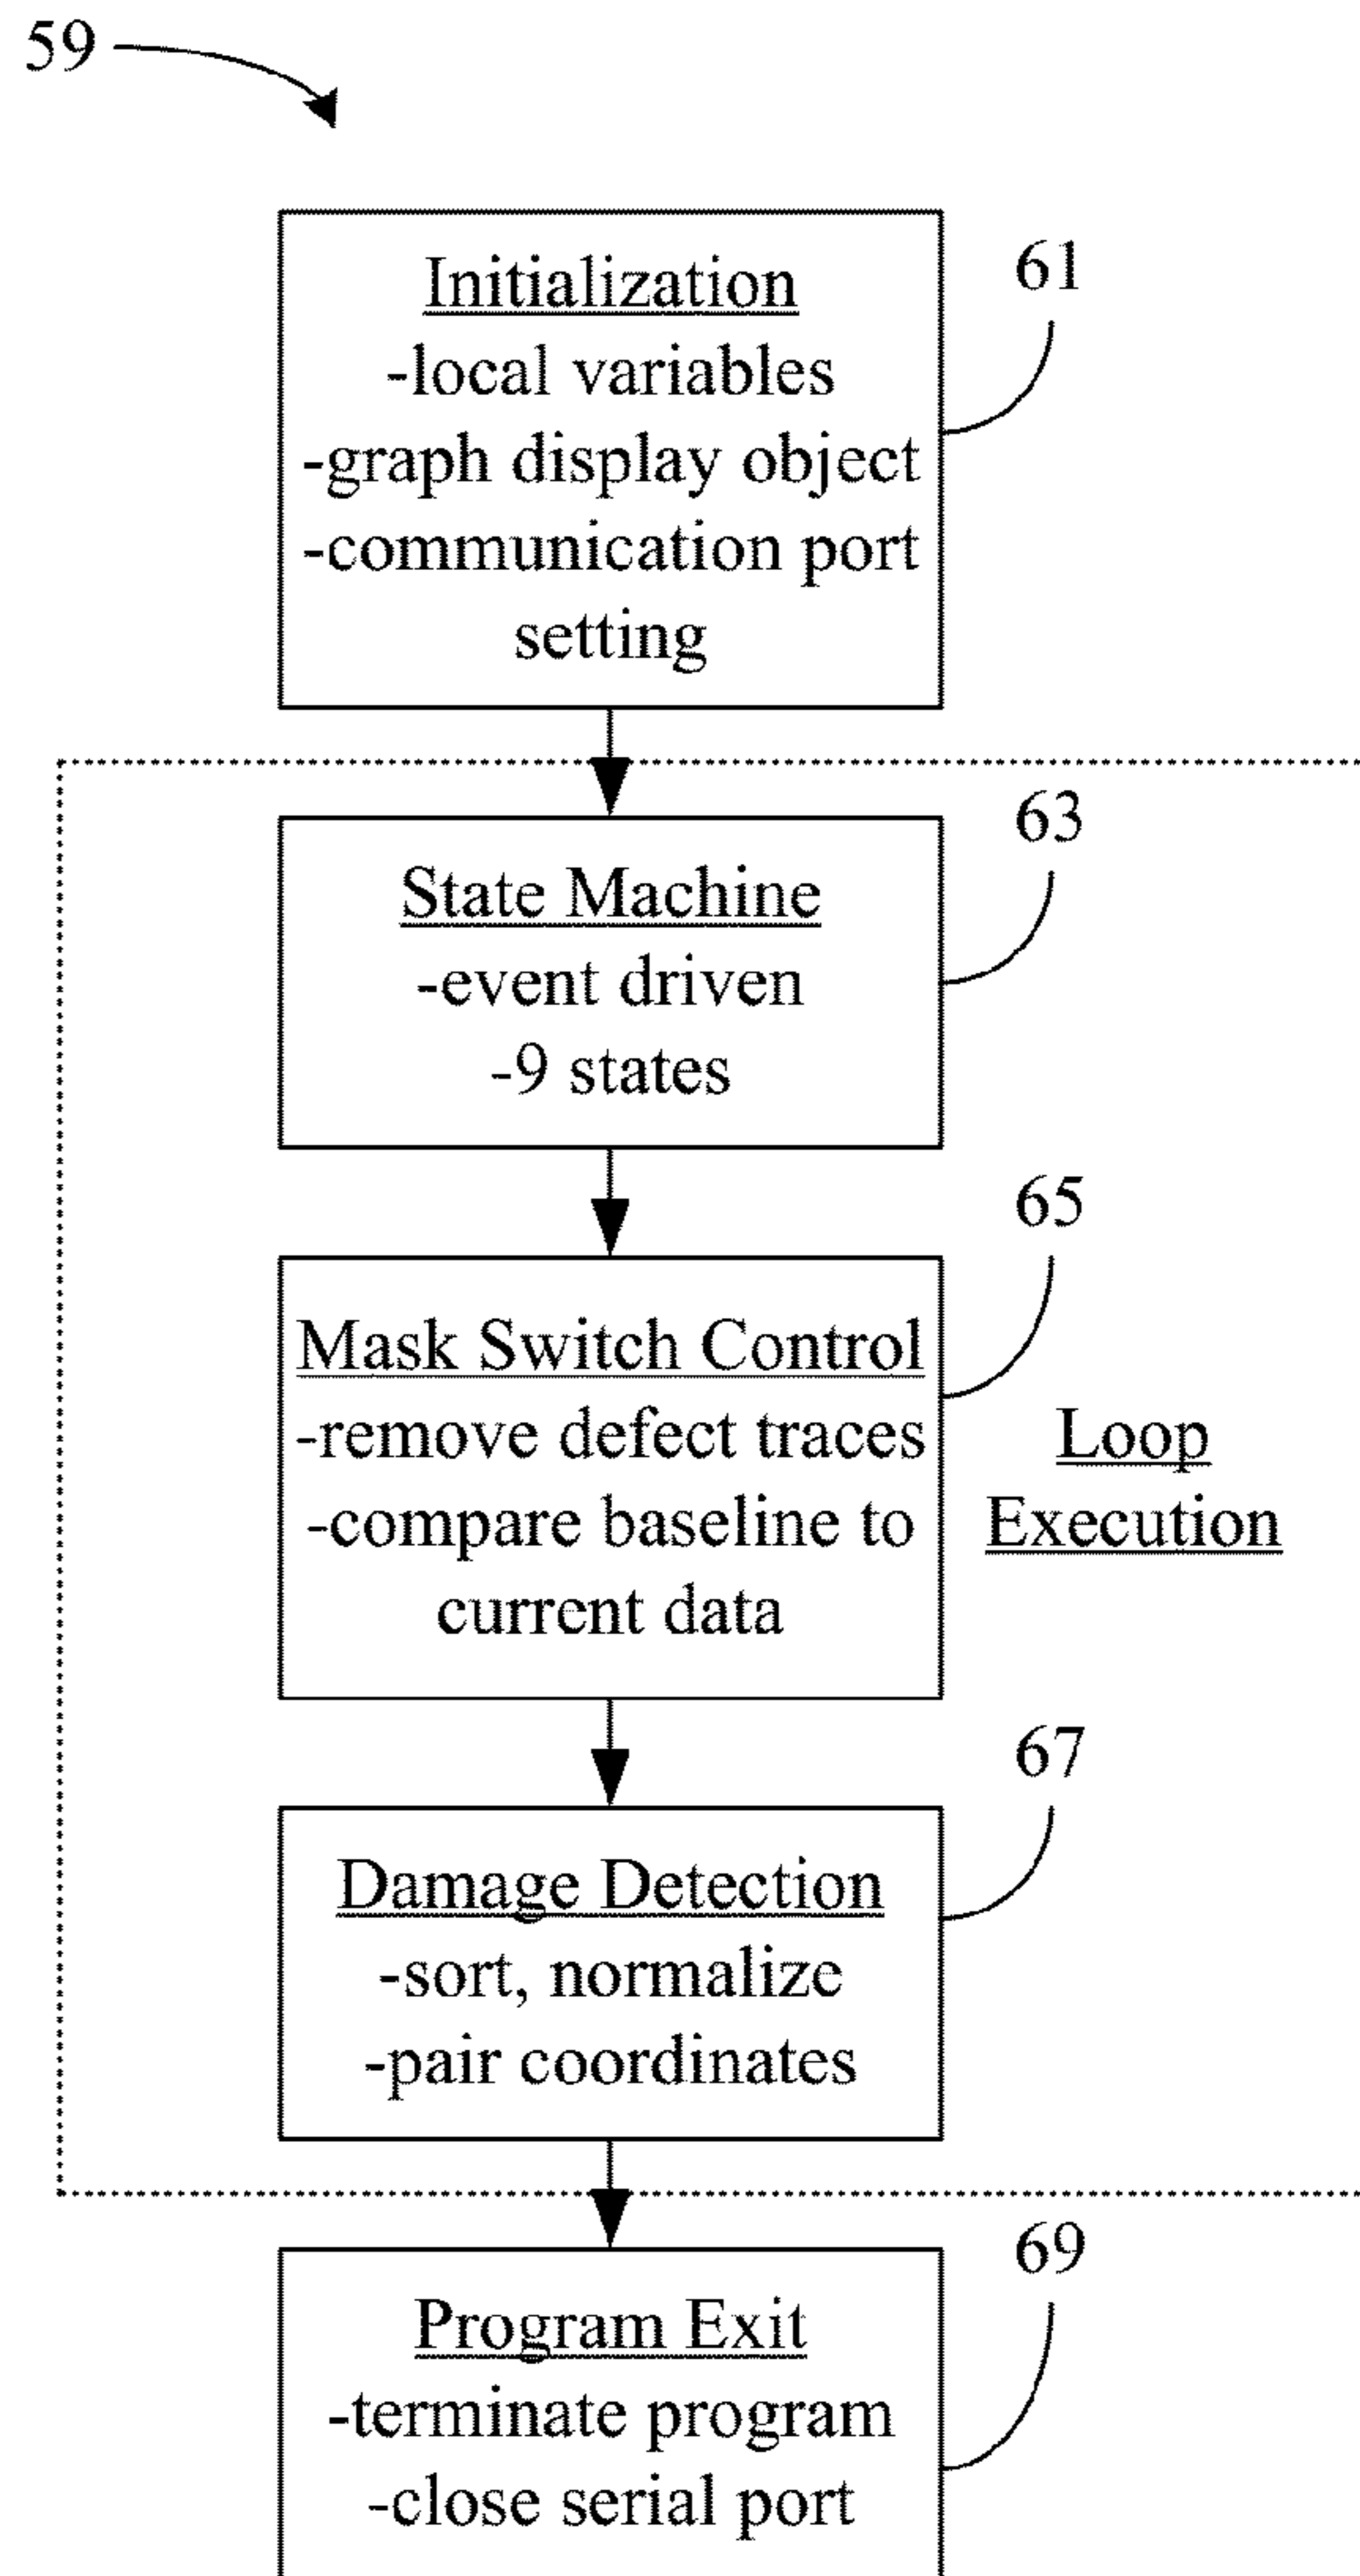 59
Initialization
-local variables
-graph display object
-communication port
setting
61
State Machine
-event driven
-9 states
63
Mask Switch Control
-remove defect traces
-compare baseline to
current data
65
Loop
Execution
Damage Detection
-sort, normalize
-pair coordinates
67
Program Exit
-terminate program
-close serial port
69